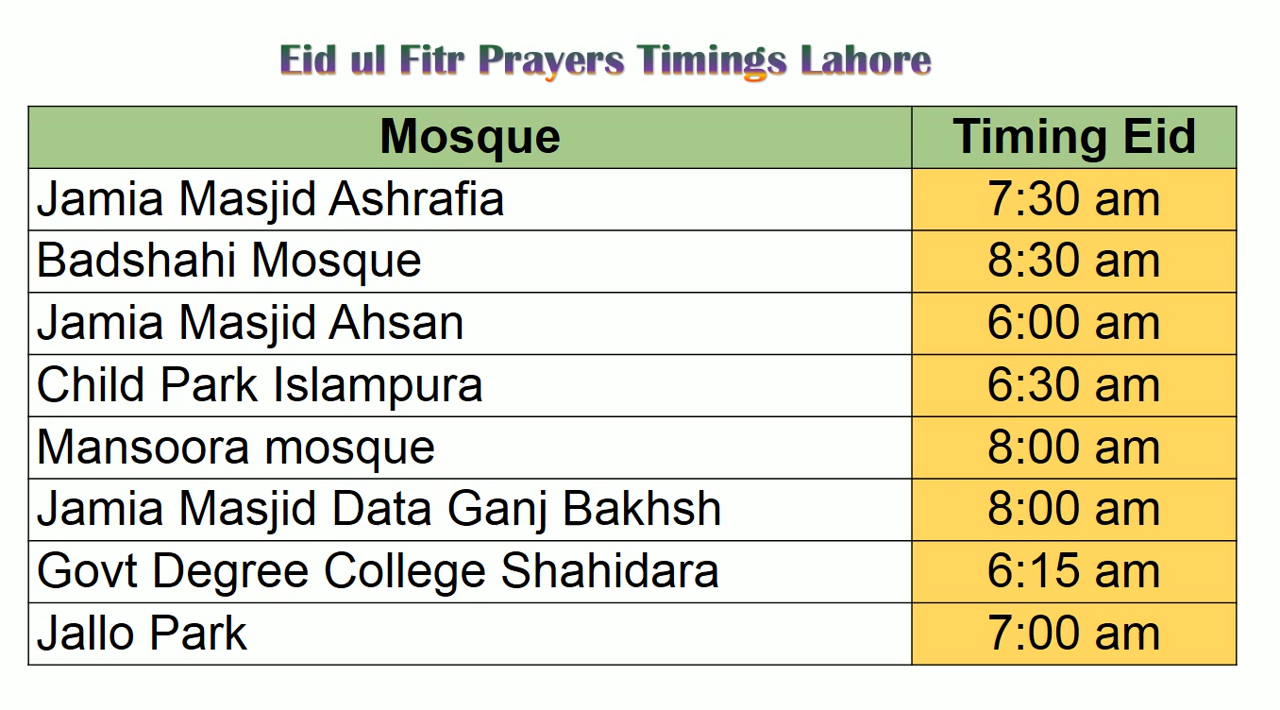 Eid ul Fitr Prayers Timings Lahore
Mosque Timing Eid
Jamia Masjid Ashrafia 7:30 am
Badshahi Mosque 8:30 am
Jamia Masjid Ahsan 6:00 am
Child Park Islampura 6:30 am
Mansoora mosque 8:00 am
Jamia Masjid Data Ganj Bakhsh 8:00 am
Govt Degree College Shahidara 6:15 am
Jallo Park 7:00 am